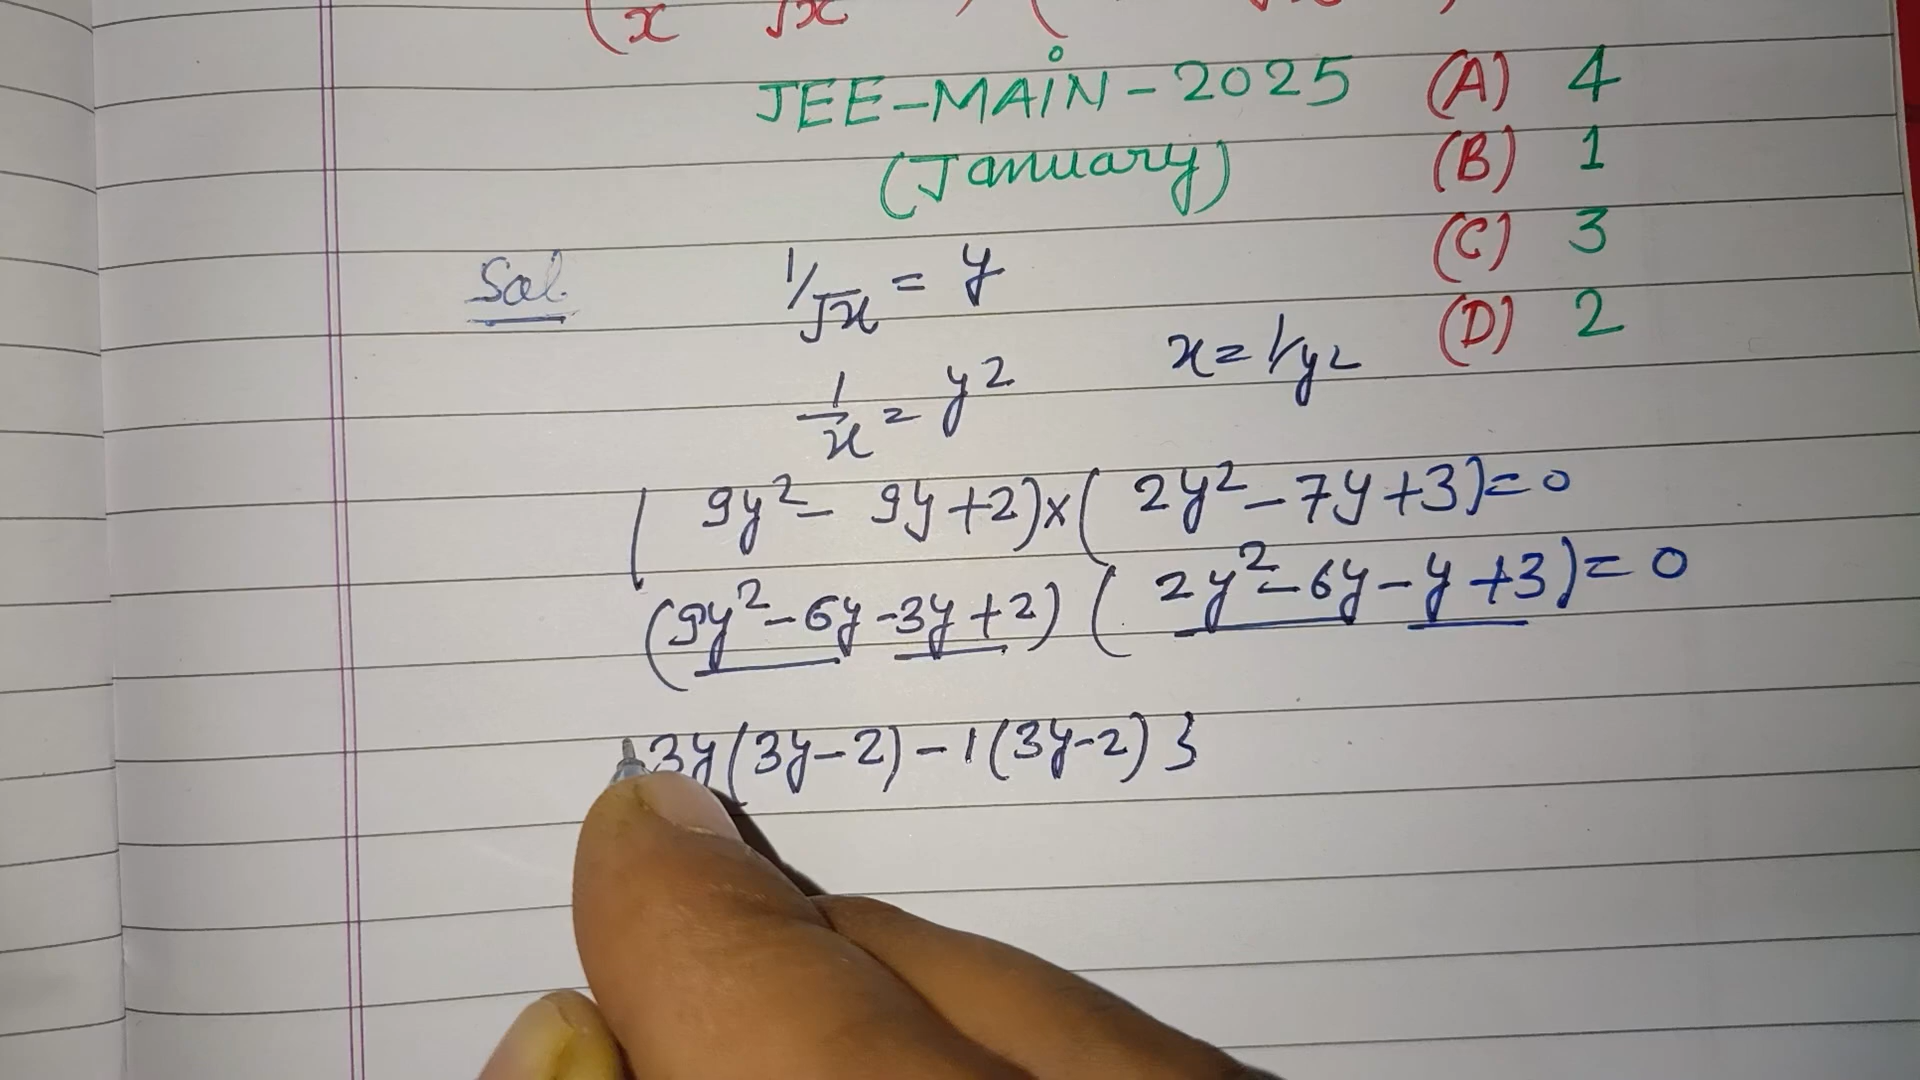 x √x
JEE-MAIN-2025 (A) 4
(January) (B) 1
(C) 3
Sol. 1/√x = y (D) 2
1/x = y² x = 1/y²
( 9y² - 9y + 2) × ( 2y² - 7y + 3) = 0
(9y² - 6y - 3y + 2) ( 2y² - 6y - y + 3) = 0
3y(3y-2) - 1(3y-2) }